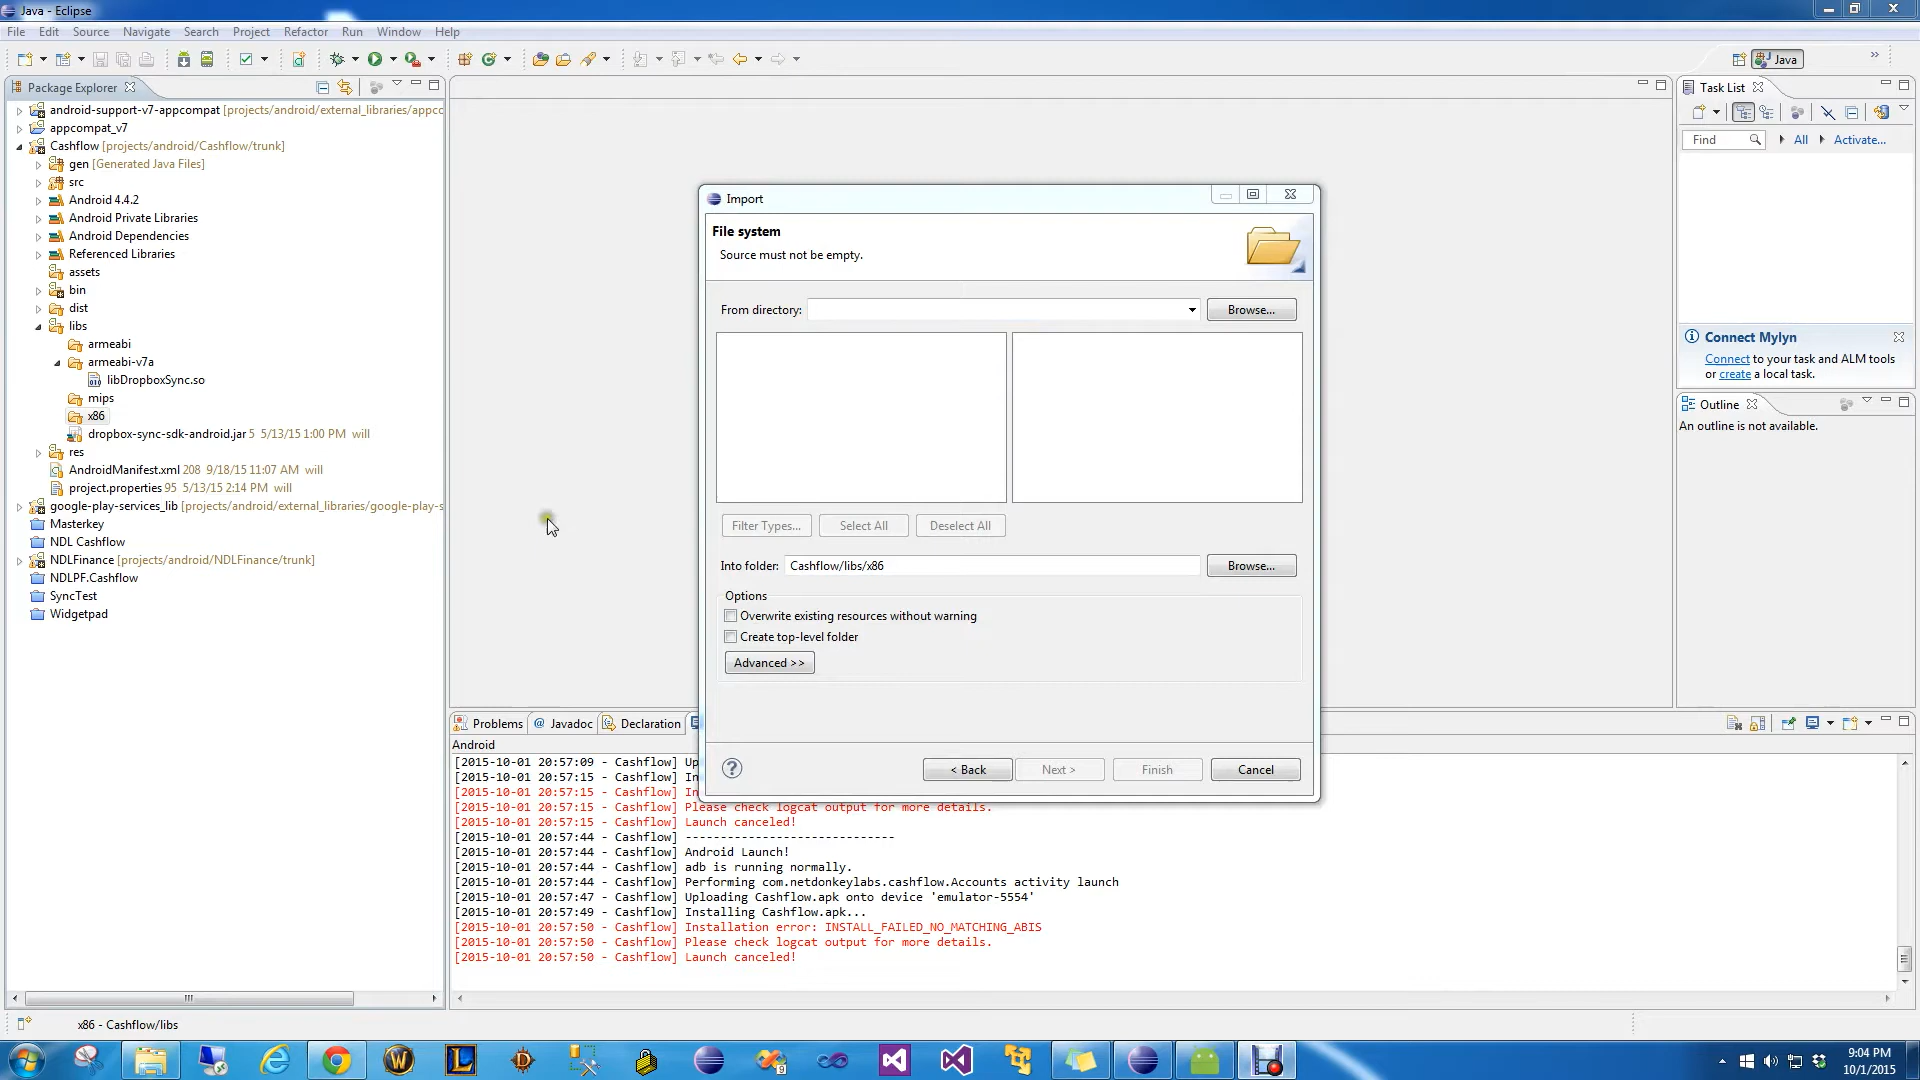 Java - Eclipse
File Edit Source Navigate Search Project Refactor Run Window Help
Java
Package Explorer
android-support-v7-appcompat [projects/android/external_libraries/appcc
appcompat_v7
Cashflow [projects/android/Cashflow/trunk]
gen [Generated Java Files]
src
Android 4.4.2
Android Private Libraries
Android Dependencies
Referenced Libraries
assets
bin
dist
libs
armeabi
armeabi-v7a
libDropboxSync.so
mips
x86
dropbox-sync-sdk-android.jar 5 5/13/15 1:00 PM will
res
AndroidManifest.xml 208 9/18/15 11:07 AM will
project.properties 95 5/13/15 2:14 PM will
google-play-services_lib [projects/android/external_libraries/google-play-s
Masterkey
NDL Cashflow
NDLFinance [projects/android/NDLFinance/trunk]
NDLPF.Cashflow
SyncTest
Widgetpad
Import
File system
Source must not be empty.
From directory:
Browse...
Filter Types...
Select All
Deselect All
Into folder: Cashflow/libs/x86
Browse...
Options
Overwrite existing resources without warning
Create top-level folder
Advanced >>
< Back
Next >
Finish
Cancel
Task List
Find
All
Activate...
Connect Mylyn
Connect to your task and ALM tools
or create a local task.
Outline
An outline is not available.
Problems
@ Javadoc
Declaration
Android
[2015-10-01 20:57:09 - Cashflow] Up
[2015-10-01 20:57:15 - Cashflow] In
[2015-10-01 20:57:15 - Cashflow] In
[2015-10-01 20:57:15 - Cashflow] Please check logcat output for more details.
[2015-10-01 20:57:15 - Cashflow] Launch canceled!
[2015-10-01 20:57:44 - Cashflow] ------------------------------
[2015-10-01 20:57:44 - Cashflow] Android Launch!
[2015-10-01 20:57:44 - Cashflow] adb is running normally.
[2015-10-01 20:57:44 - Cashflow] Performing com.netdonkeylabs.cashflow.Accounts activity launch
[2015-10-01 20:57:47 - Cashflow] Uploading Cashflow.apk onto device 'emulator-5554'
[2015-10-01 20:57:49 - Cashflow] Installing Cashflow.apk...
[2015-10-01 20:57:50 - Cashflow] Installation error: INSTALL_FAILED_NO_MATCHING_ABIS
[2015-10-01 20:57:50 - Cashflow] Please check logcat output for more details.
[2015-10-01 20:57:50 - Cashflow] Launch canceled!
x86 - Cashflow/libs
9:04 PM
10/1/2015